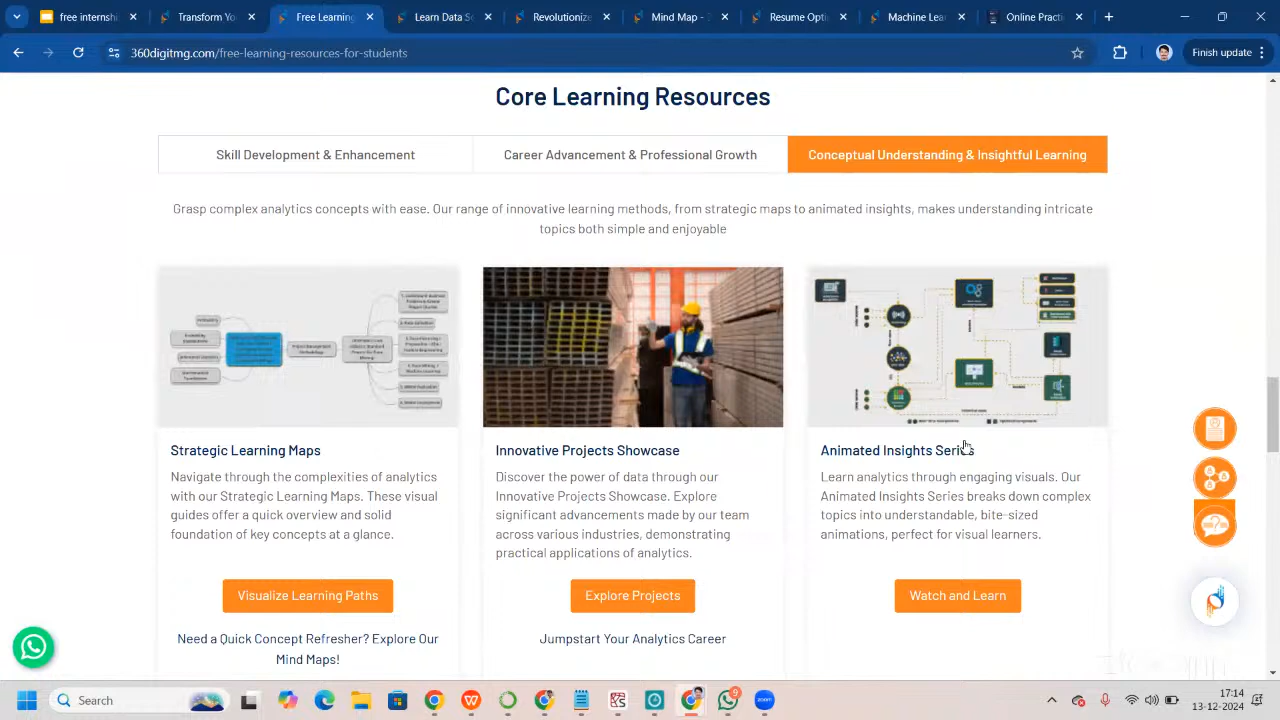 free internshi
Transform Yo
Free Learning
Learn Data S
Revolutionize
Mind Map -
Resume Opti
Machine Lea
Online Practi
360digitmg.com/free-learning-resources-for-students
Finish update
Core Learning Resources
Skill Development & Enhancement
Career Advancement & Professional Growth
Conceptual Understanding & Insightful Learning
Grasp complex analytics concepts with ease. Our range of innovative learning methods, from strategic maps to animated insights, makes understanding intricate
topics both simple and enjoyable
Strategic Learning Maps
Navigate through the complexities of analytics
with our Strategic Learning Maps. These visual
guides offer a quick overview and solid
foundation of key concepts at a glance.
Visualize Learning Paths
Need a Quick Concept Refresher? Explore Our
Mind Maps!
Innovative Projects Showcase
Discover the power of data through our
Innovative Projects Showcase. Explore
significant advancements made by our team
across various industries, demonstrating
practical applications of analytics.
Explore Projects
Jumpstart Your Analytics Career
Animated Insights Series
Learn analytics through engaging visuals. Our
Animated Insights Series breaks down complex
topics into understandable, bite-sized
animations, perfect for visual learners.
Watch and Learn
Search
9
zoom
17:14
13-12-2024